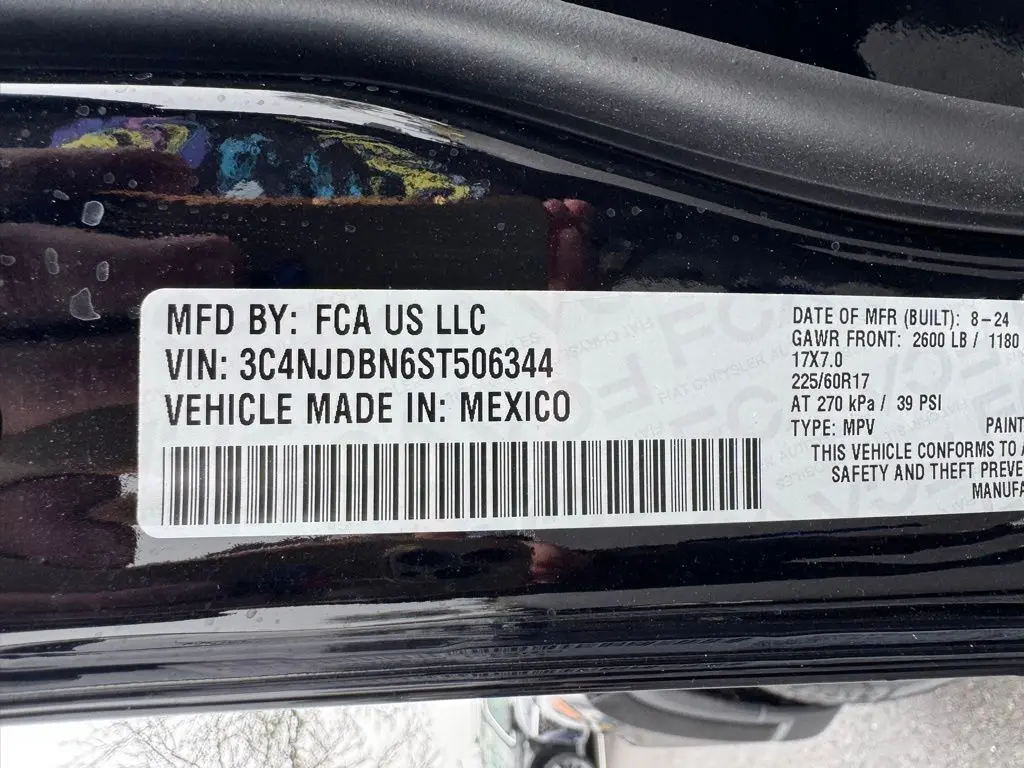 MFD BY: FCA US LLC
VIN: 3C4NJDBN6ST506344
VEHICLE MADE IN: MEXICO
DATE OF MFR (BUILT): 8-24
GAWR FRONT: 2600 LB / 1180
17X7.0
225/60R17
AT 270 kPa / 39 PSI
TYPE: MPV PAINT
THIS VEHICLE CONFORMS TO
SAFETY AND THEFT PREVE
MANUFA